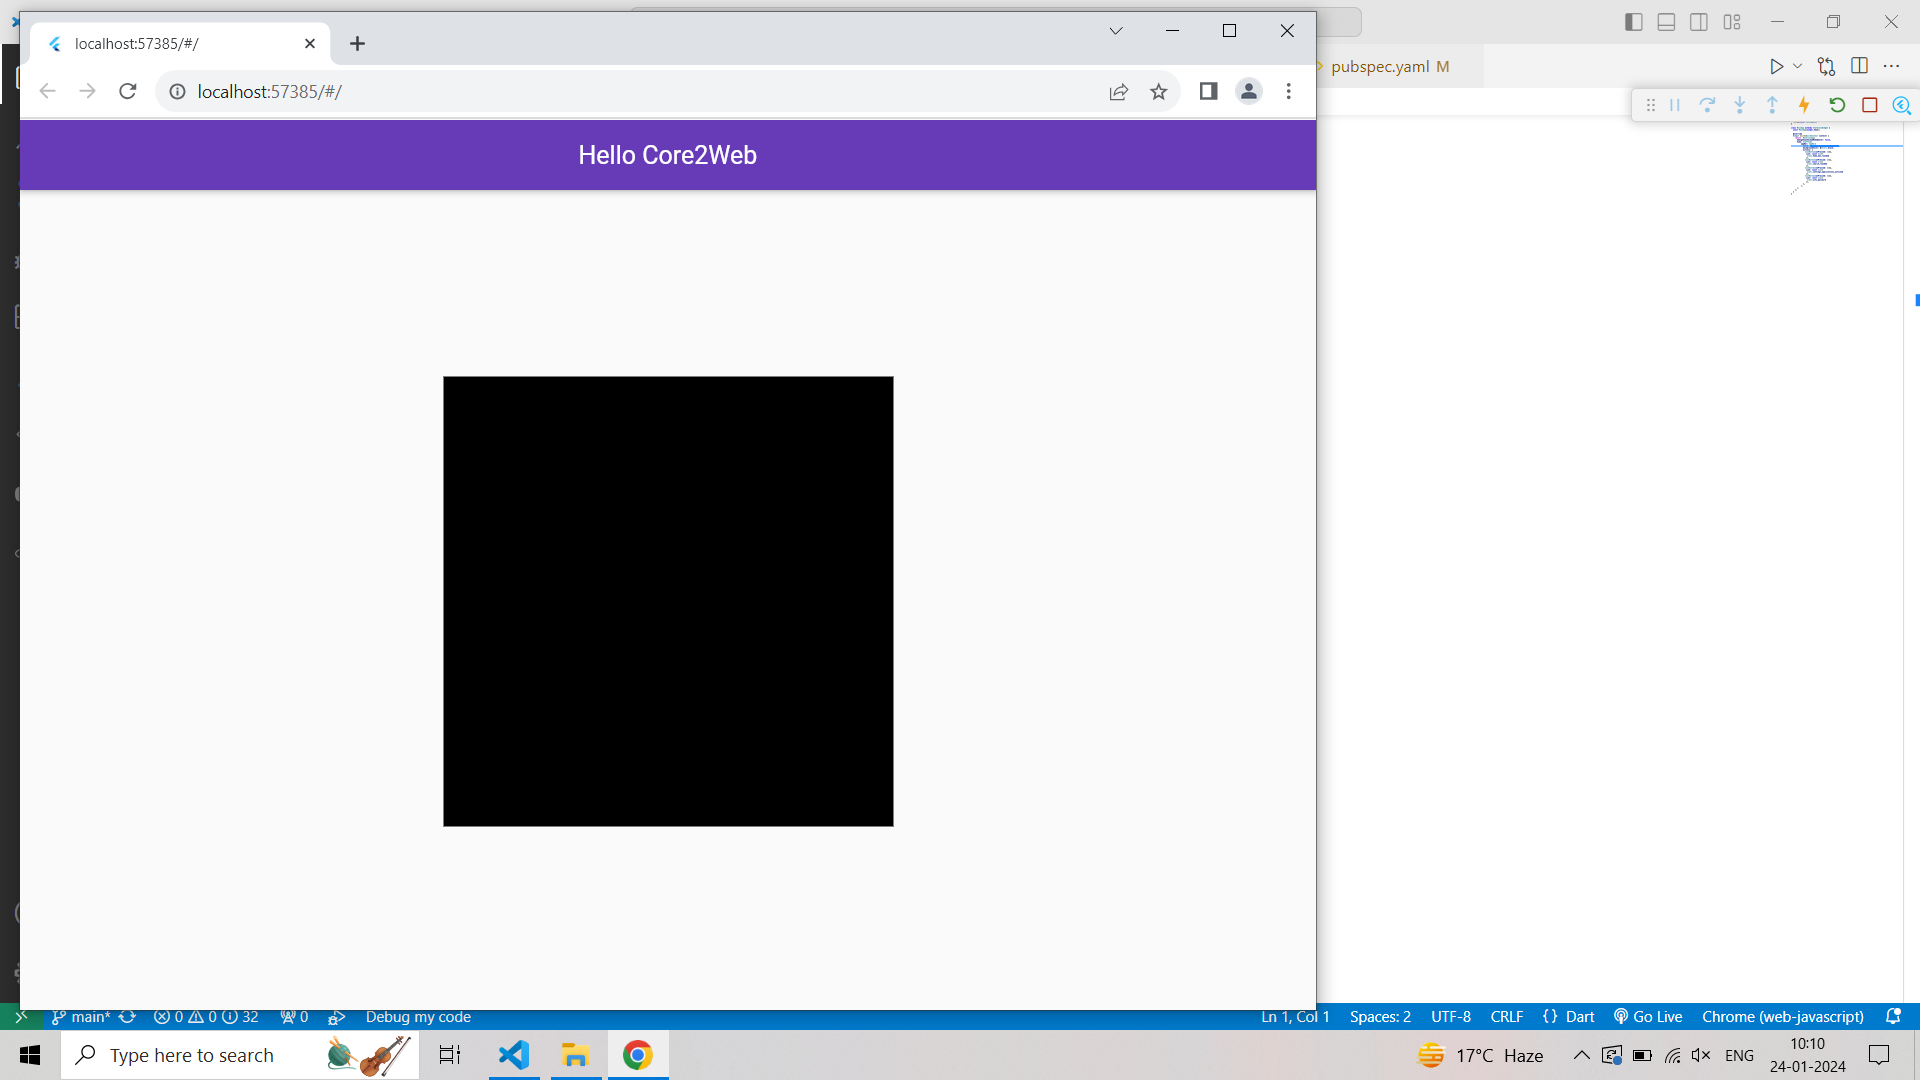 localhost:57385/#/
pubspec.yaml M
localhost:57385/#/
Hello Core2Web
main*
0 0 32
0
Debug my code
Ln 1, Col 1
Spaces: 2
UTF-8
CRLF
{} Dart
Go Live
Chrome (web-javascript)
Type here to search
17°C Haze
ENG
10:10
24-01-2024